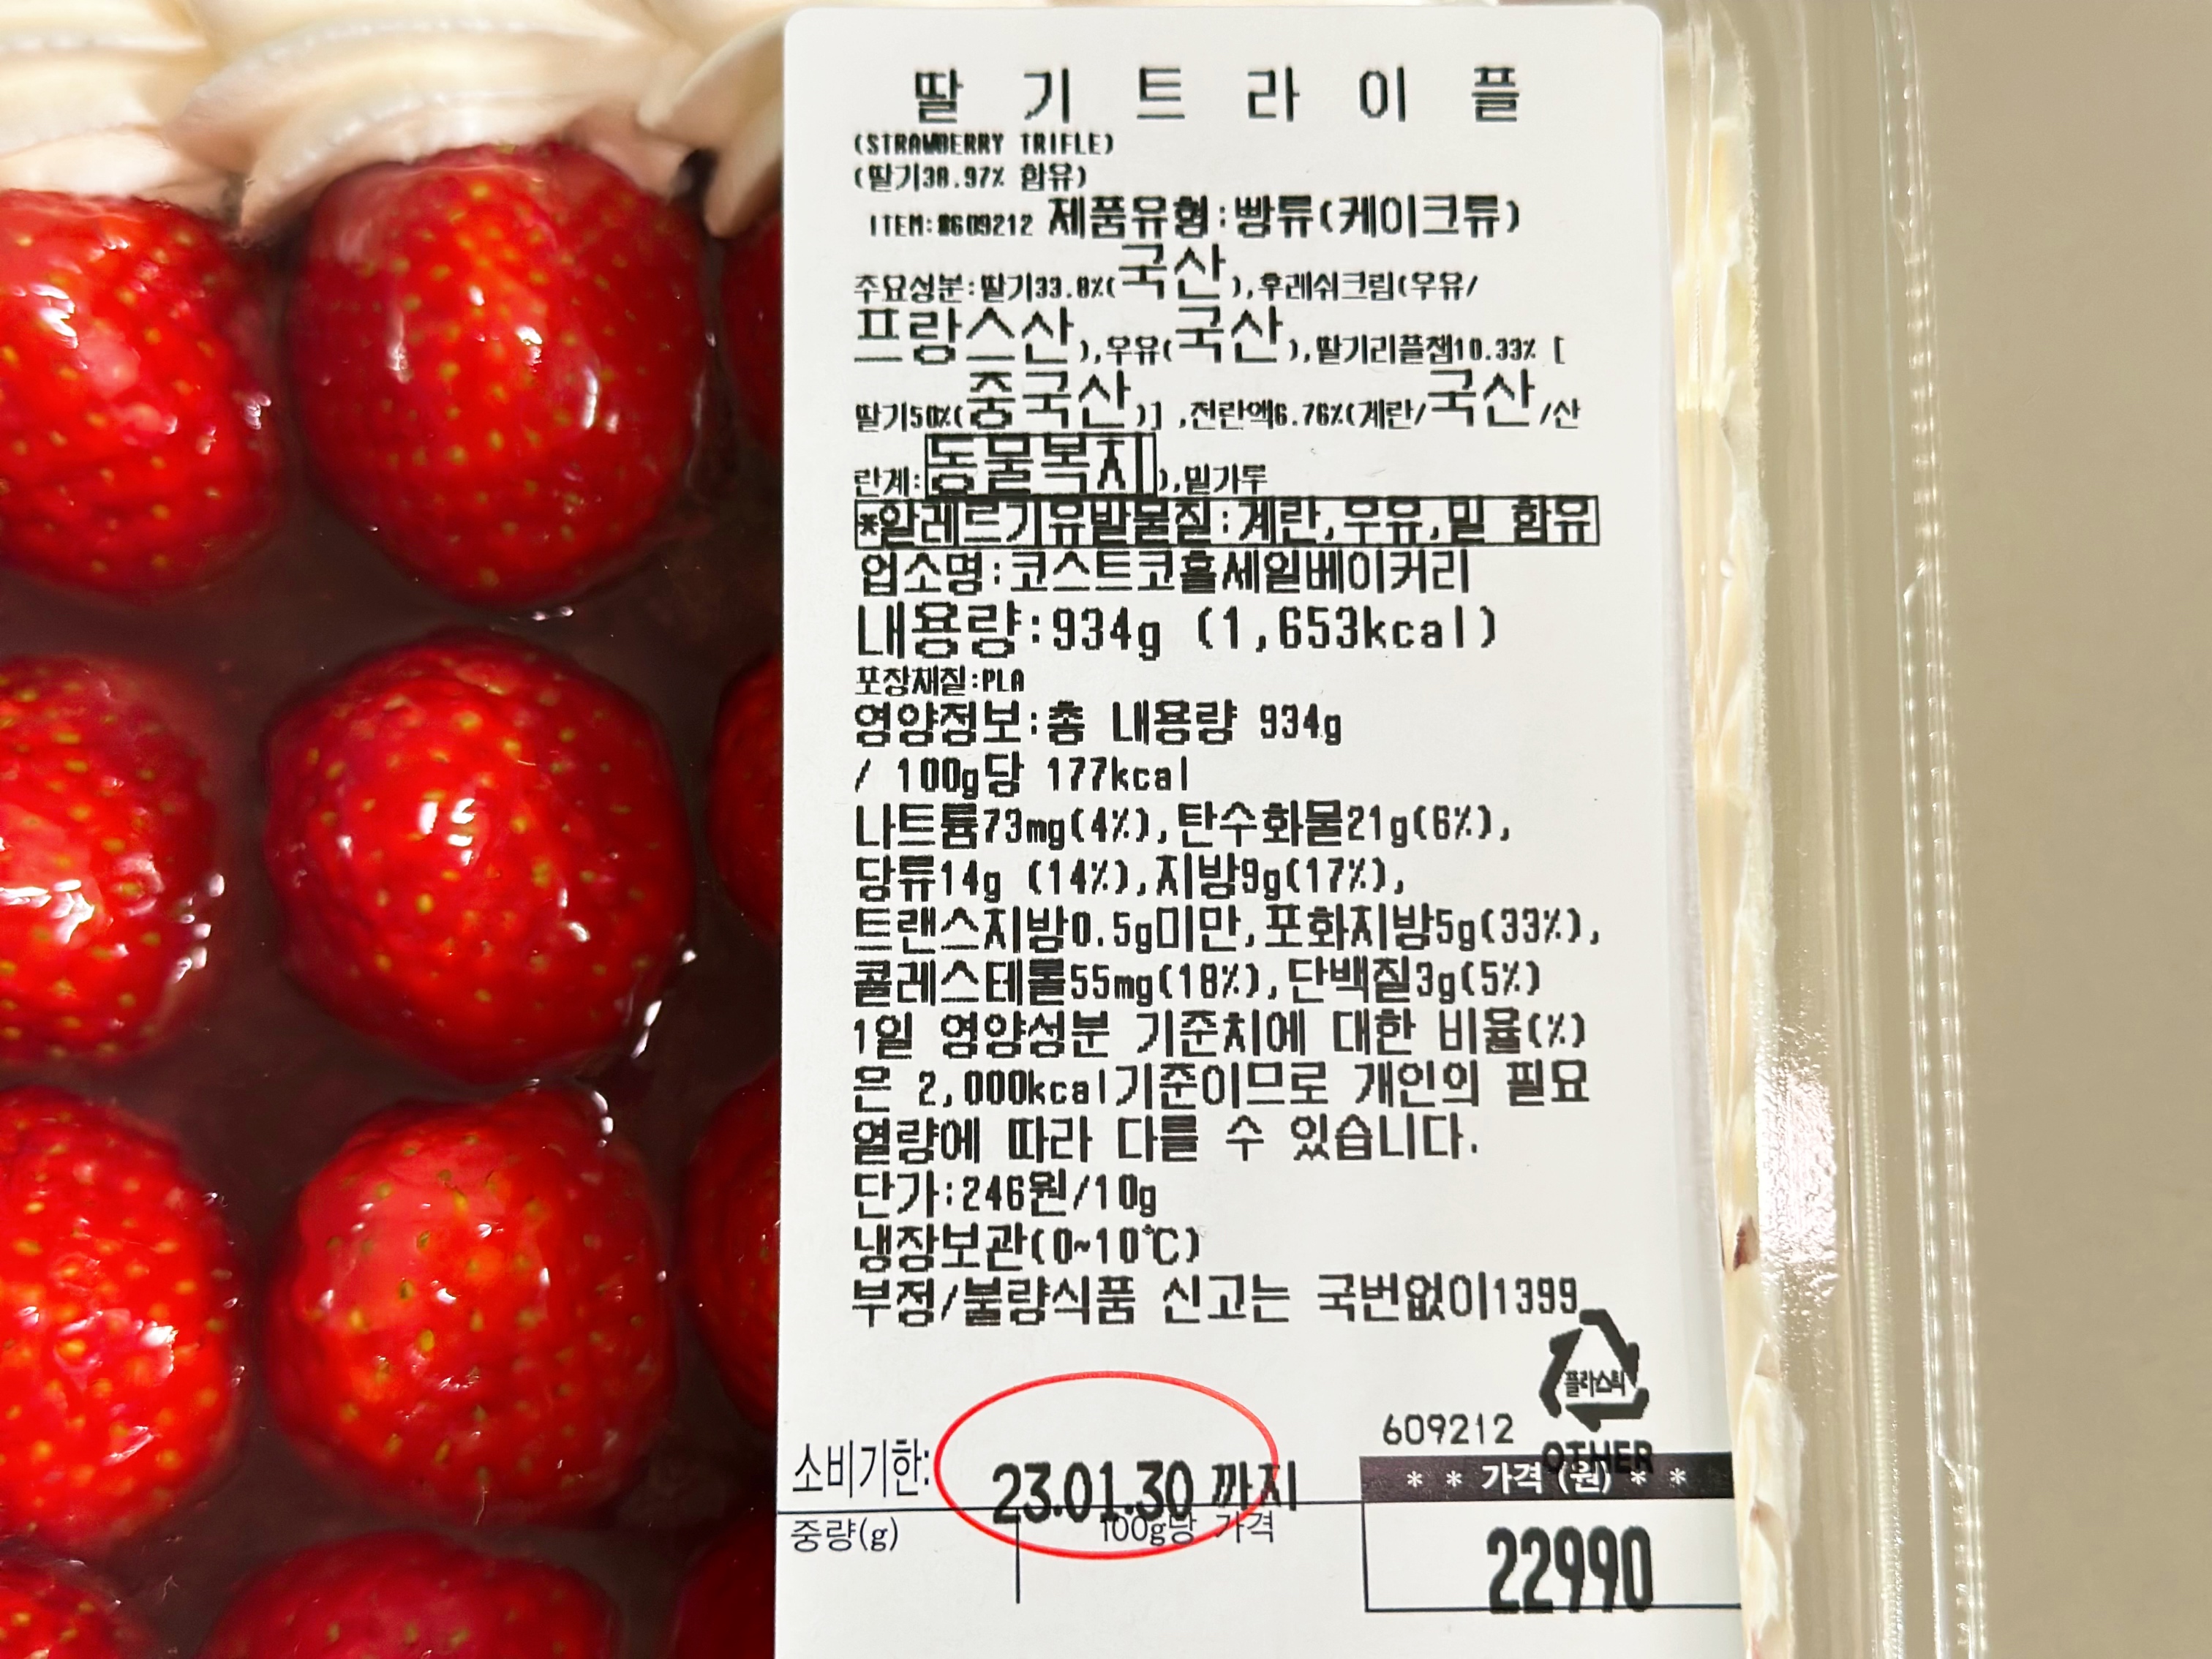 딸기트라이플
(STRAWBERRY TRIFLE)
(딸기38.97% 함유)
ITEM:#609212 제품유형:빵류(케이크류)
주요성분:딸기33.8%(국산),후레쉬크림(우유/
프랑스산),우유(국산),딸기리플잼10.33% [
딸기50%(중국산)] ,전란액6.76%(계란/국산/산
란계:동물복지),밀가루
*알레르기유발물질:계란,우유,밀 함유
업소명:코스트코홀세일베이커리
내용량:934g (1,653kcal)
포장재질:PLA
영양정보:총 내용량 934g
/ 100g당 177kcal
나트륨73mg(4%),탄수화물21g(6%),
당류14g (14%),지방9g(17%),
트랜스지방0.5g미만,포화지방5g(33%),
콜레스테롤55mg(18%),단백질3g(5%)
1일 영양성분 기준치에 대한 비율(%)
은 2,000kcal기준이므로 개인의 필요
열량에 따라 다를 수 있습니다.
단가:246원/10g
냉장보관(0~10℃)
부정/불량식품 신고는 국번없이1399
플라스틱
OTHER
609212
소비기한: 23.01.30 까지
* * 가격 (원) * *
중량(g) 100g당 가격
22990